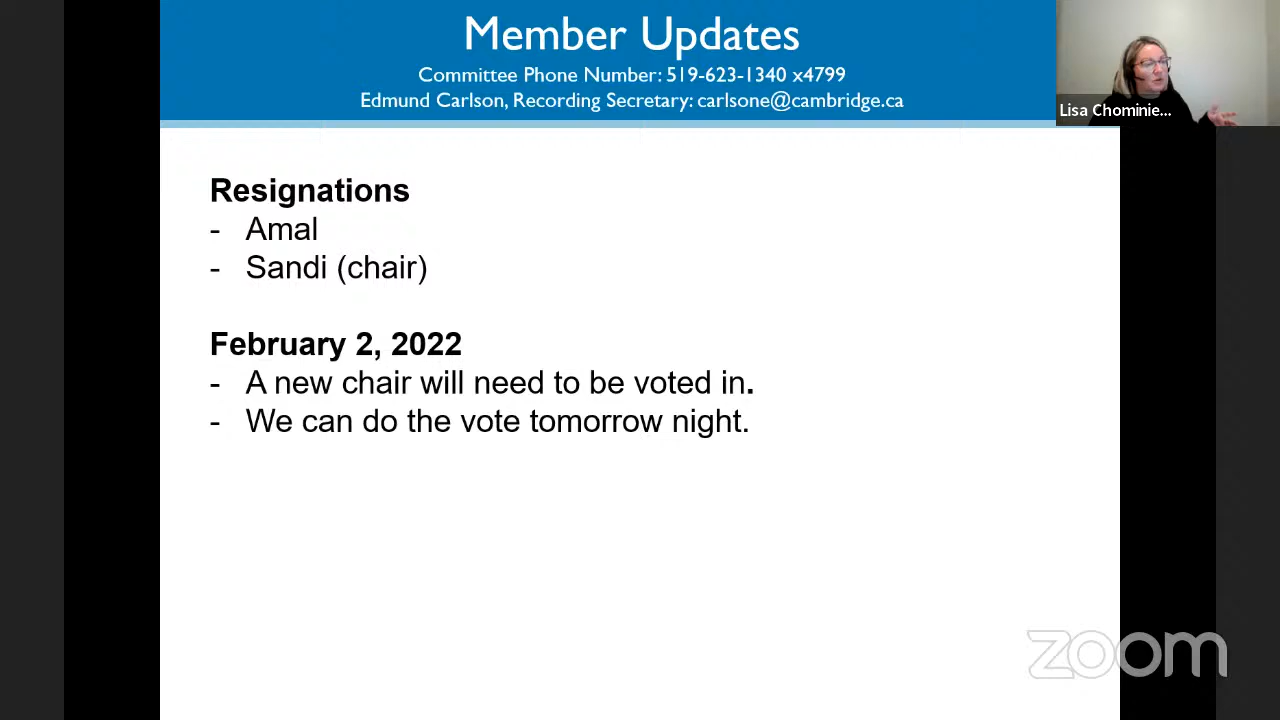 Member Updates
Committee Phone Number: 519-623-1340 x4799
Edmund Carlson, Recording Secretary: carlsone@cambridge.ca
Lisa Chominie...
Resignations
- Amal
- Sandi (chair)
February 2, 2022
- A new chair will need to be voted in.
- We can do the vote tomorrow night.
zoom